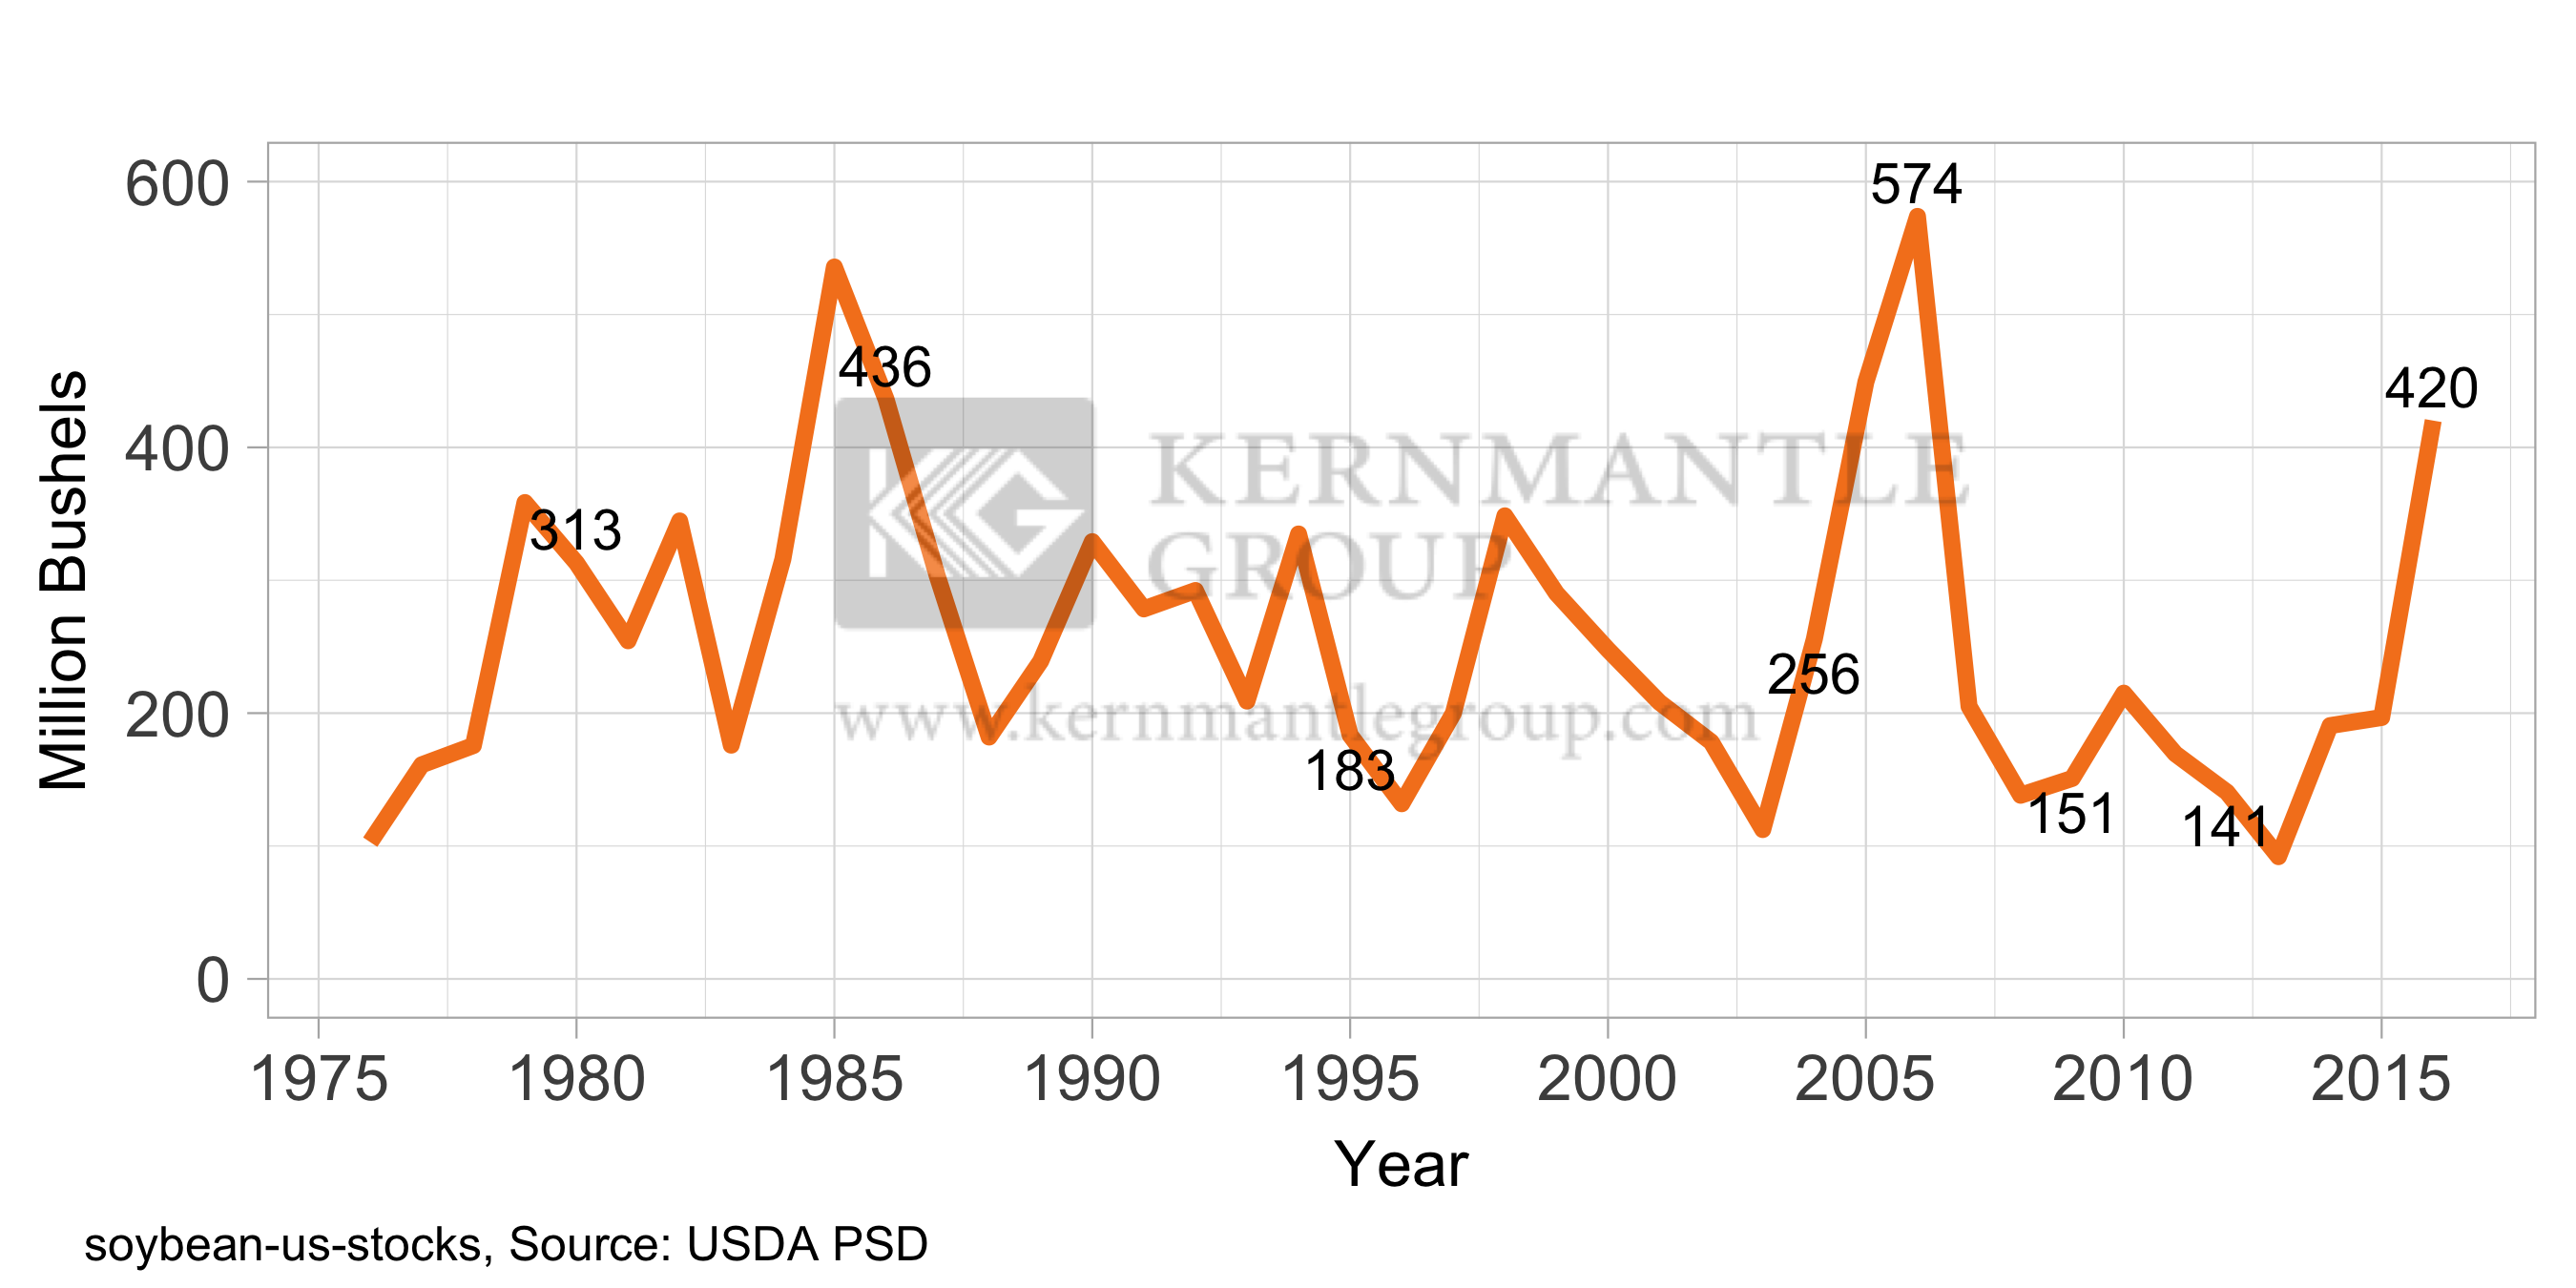 600
574
436
420
400
KERNMANTLE
313
GROUP
256
200
www.kernmantlegroup.com
183
151
141
0
1975 1980 1985 1990 1995 2000 2005 2010 2015
Million Bushels
Year
soybean-us-stocks, Source: USDA PSD
KG